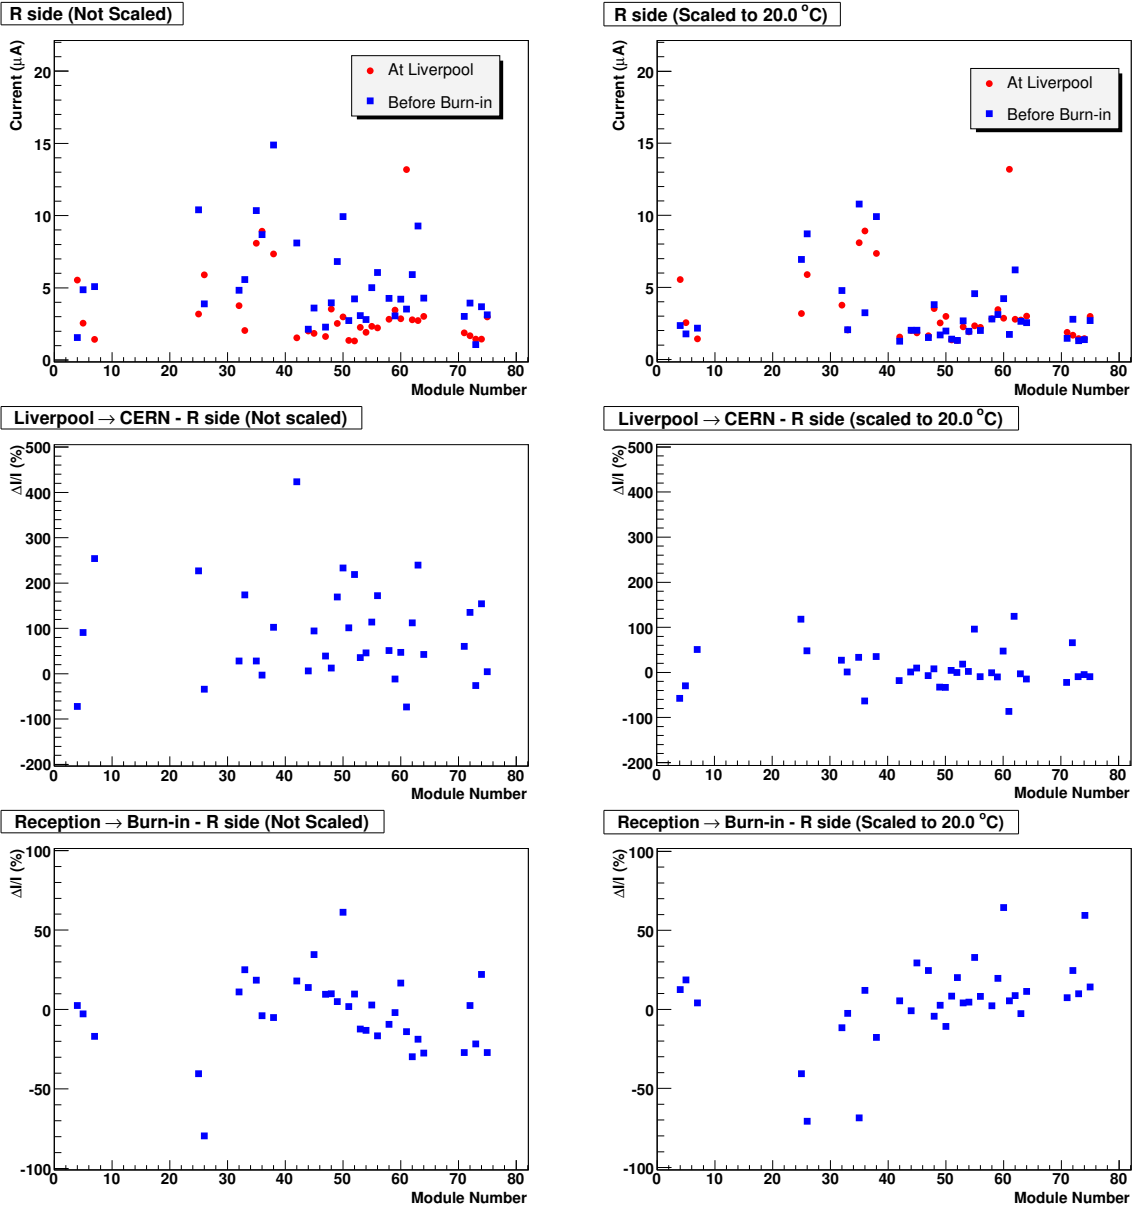 R side (Not Scaled)
Current (μA)
20
15
10
5
0
At Liverpool
Before Burn-in
0 10 20 30 40 50 60 70 80
Module Number
R side (Scaled to 20.0 °C)
Current (μA)
20
15
10
5
0
At Liverpool
Before Burn-in
0 10 20 30 40 50 60 70 80
Module Number
Liverpool → CERN - R side (Not scaled)
ΔI/I (%)
500
400
300
200
100
0
-100
-200
0 10 20 30 40 50 60 70 80
Module Number
Liverpool → CERN - R side (scaled to 20.0 °C)
ΔI/I (%)
500
400
300
200
100
0
-100
-200
0 10 20 30 40 50 60 70 80
Module Number
Reception → Burn-in - R side (Not Scaled)
ΔI/I (%)
100
50
0
-50
-100
0 10 20 30 40 50 60 70 80
Module Number
Reception → Burn-in - R side (Scaled to 20.0 °C)
ΔI/I (%)
100
50
0
-50
-100
0 10 20 30 40 50 60 70 80
Module Number